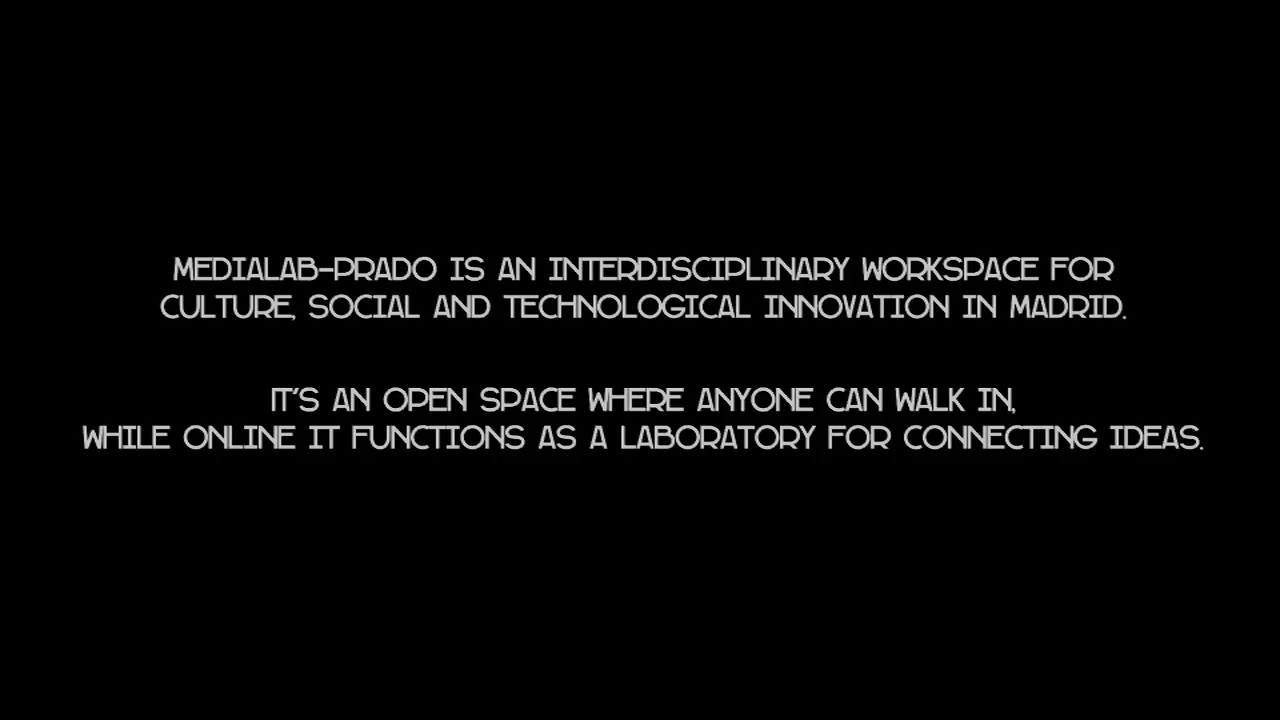 MEDIALAB-PRADO IS AN INTERDISCIPLINARY WORKSPACE FOR
CULTURE, SOCIAL AND TECHNOLOGICAL INNOVATION IN MADRID.
IT'S AN OPEN SPACE WHERE ANYONE CAN WALK IN,
WHILE ONLINE IT FUNCTIONS AS A LABORATORY FOR CONNECTING IDEAS.